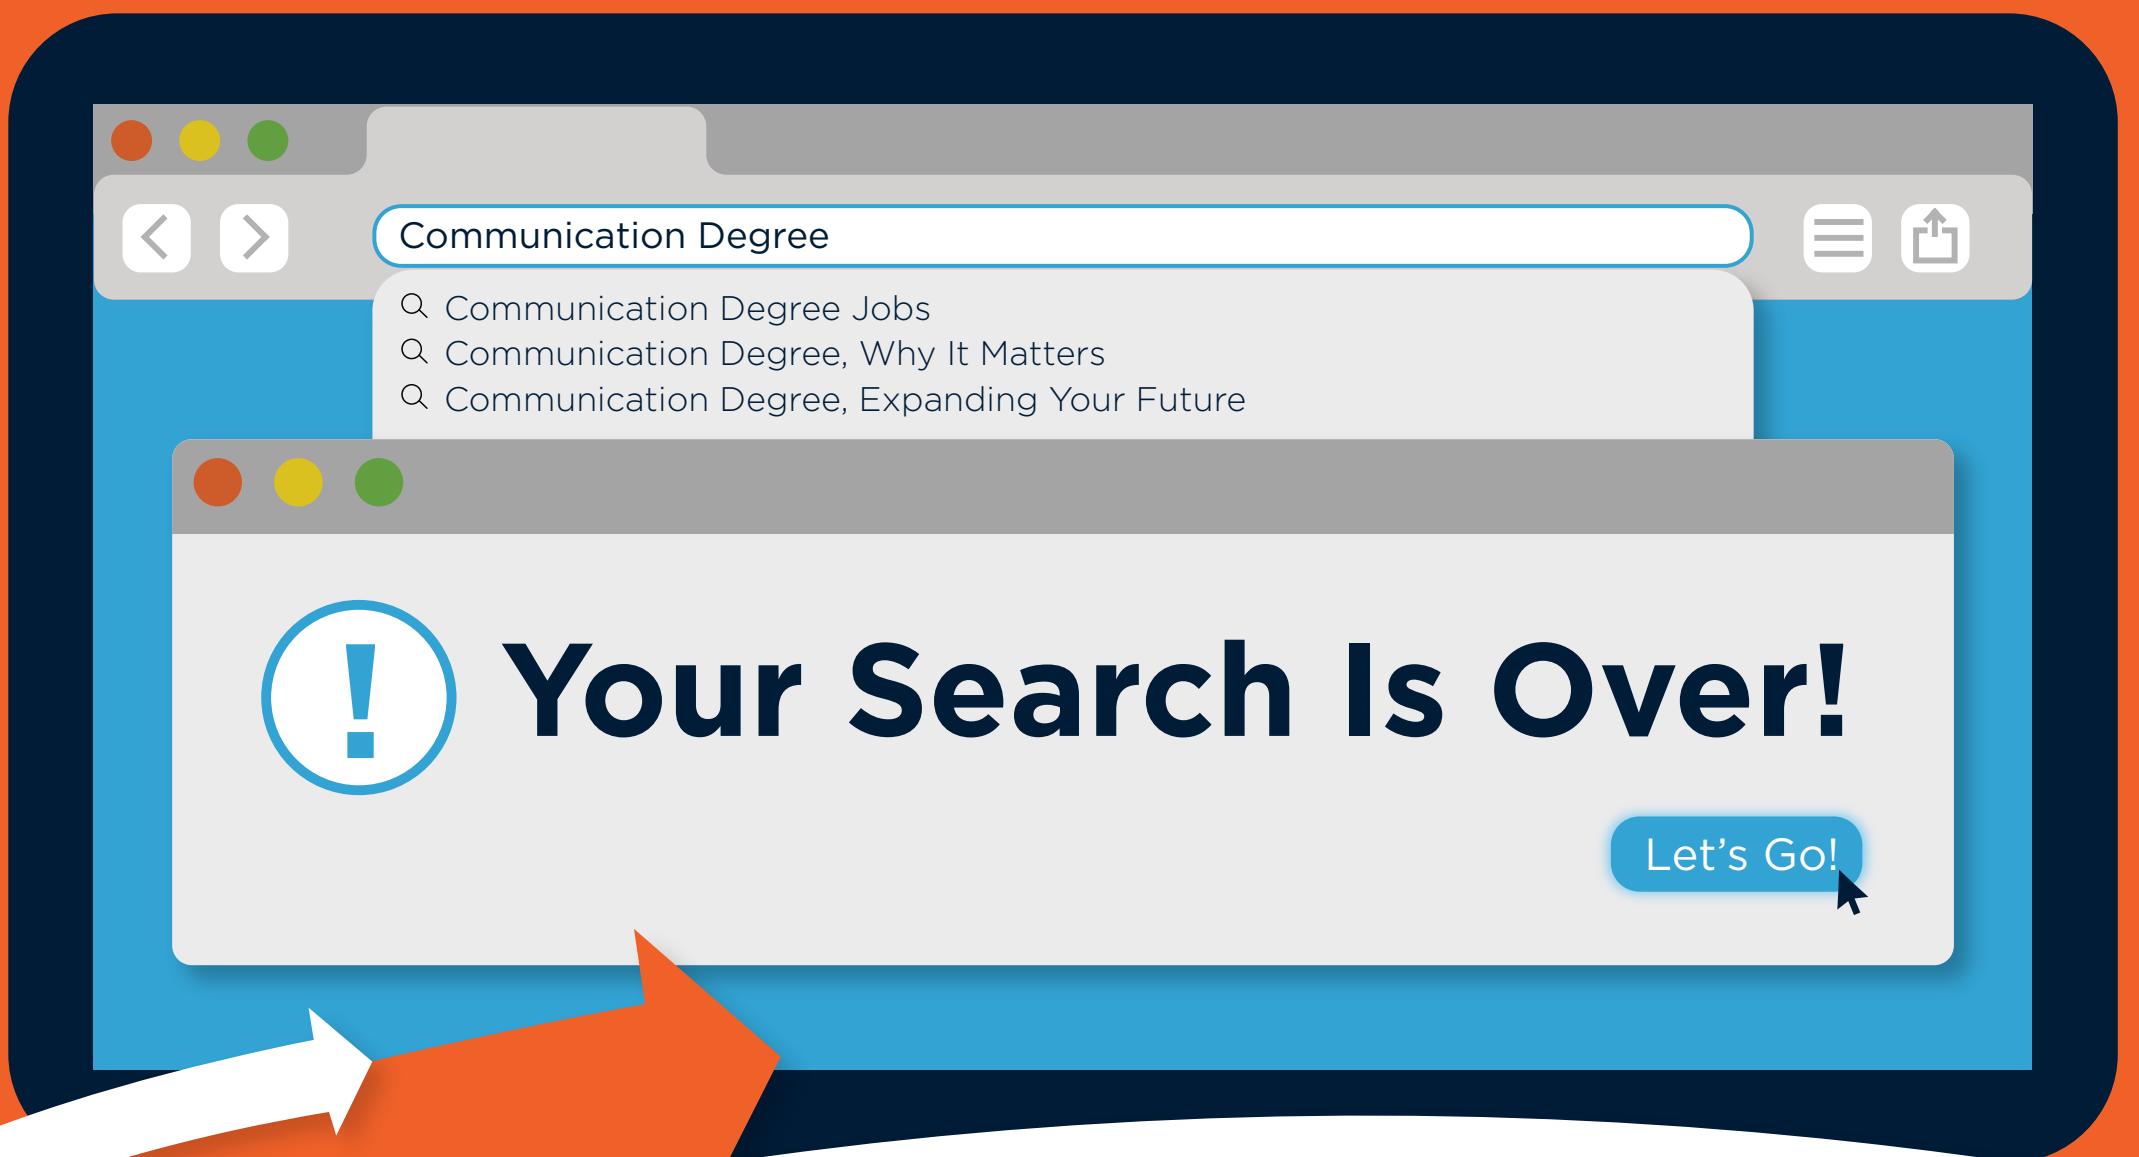 Communication Degree
Communication Degree Jobs
Communication Degree, Why It Matters
Communication Degree, Expanding Your Future
! Your Search Is Over!
Let’s Go!